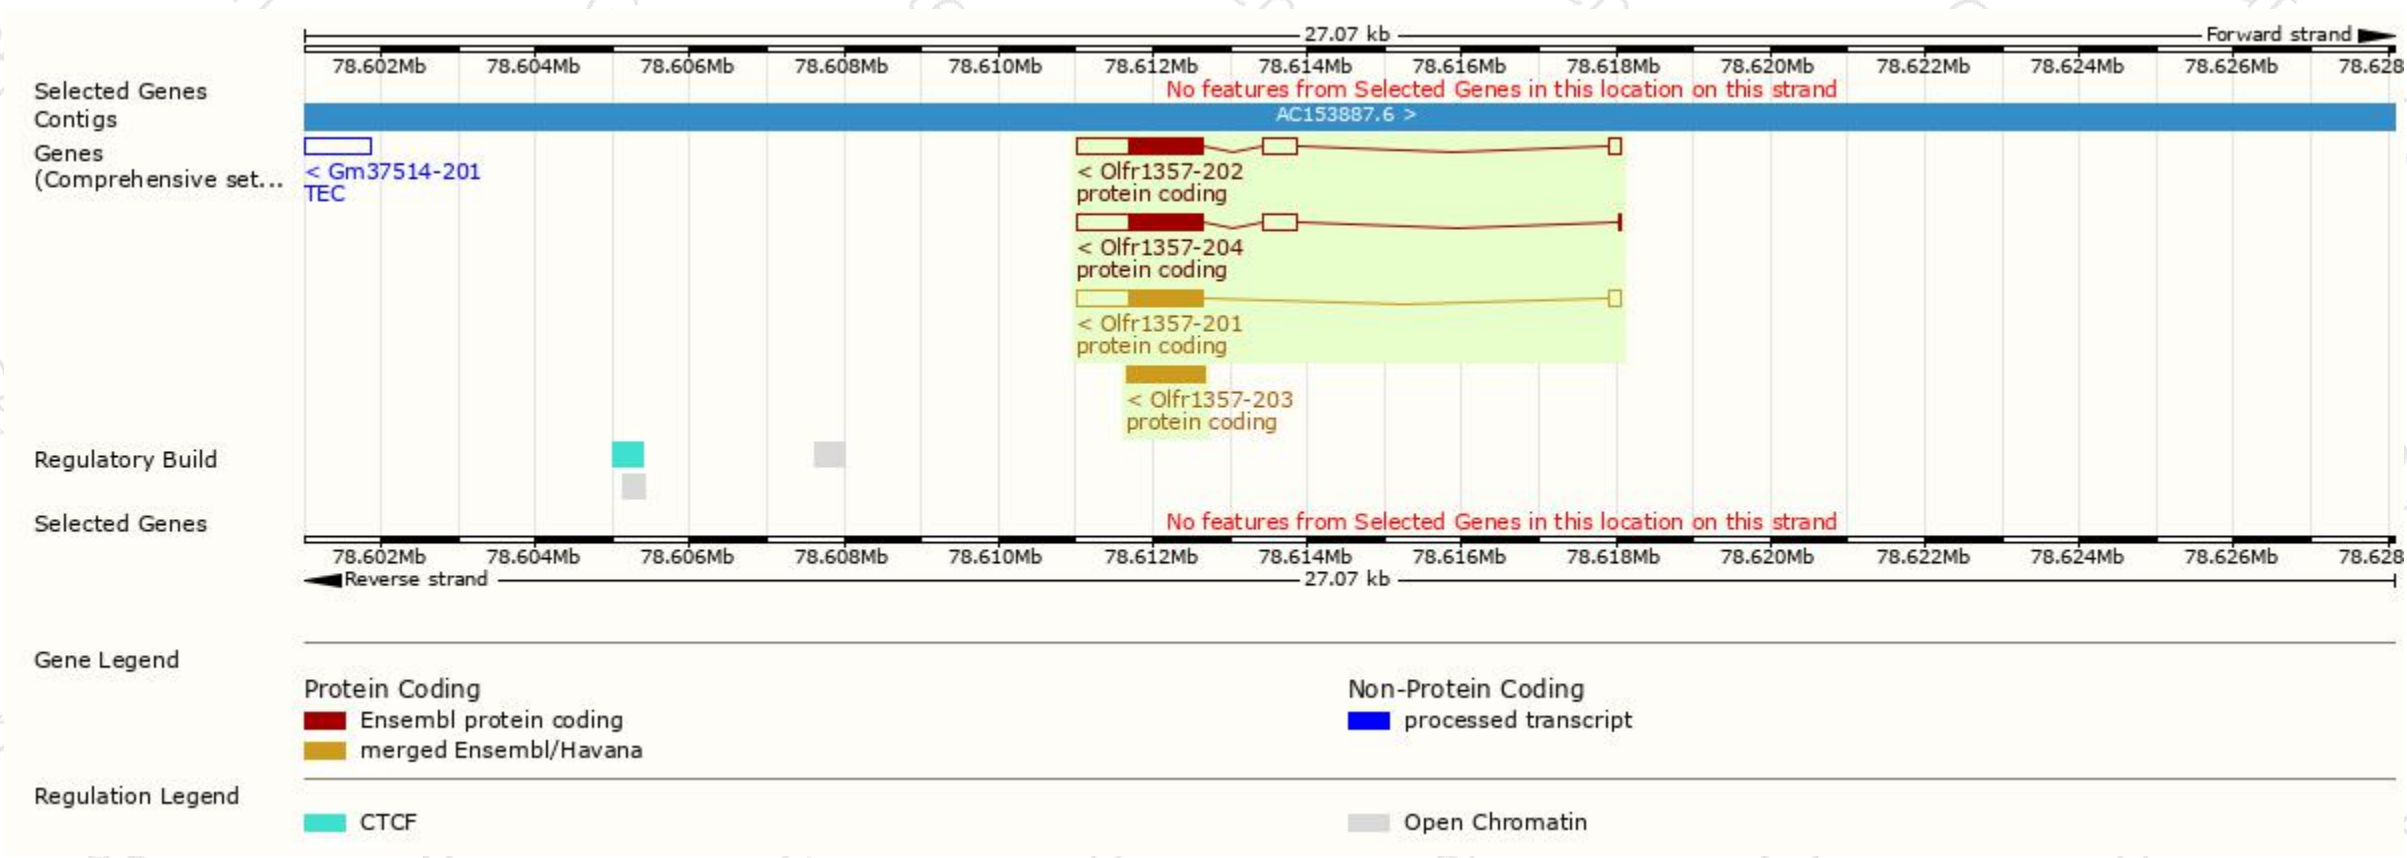 27.07 kb Forward strand
78.602Mb 78.604Mb 78.606Mb 78.608Mb 78.610Mb 78.612Mb 78.614Mb 78.616Mb 78.618Mb 78.620Mb 78.622Mb 78.624Mb 78.626Mb 78.628
Selected Genes No features from Selected Genes in this location on this strand
Contigs AC153887.6 >
Genes
(Comprehensive set...
< Gm37514-201
TEC
< Olfr1357-202
protein coding
< Olfr1357-204
protein coding
< Olfr1357-201
protein coding
< Olfr1357-203
protein coding
Regulatory Build
Selected Genes No features from Selected Genes in this location on this strand
78.602Mb 78.604Mb 78.606Mb 78.608Mb 78.610Mb 78.612Mb 78.614Mb 78.616Mb 78.618Mb 78.620Mb 78.622Mb 78.624Mb 78.626Mb 78.628
Reverse strand 27.07 kb
Gene Legend
Protein Coding Non-Protein Coding
Ensembl protein coding processed transcript
merged Ensembl/Havana
Regulation Legend
CTCF Open Chromatin